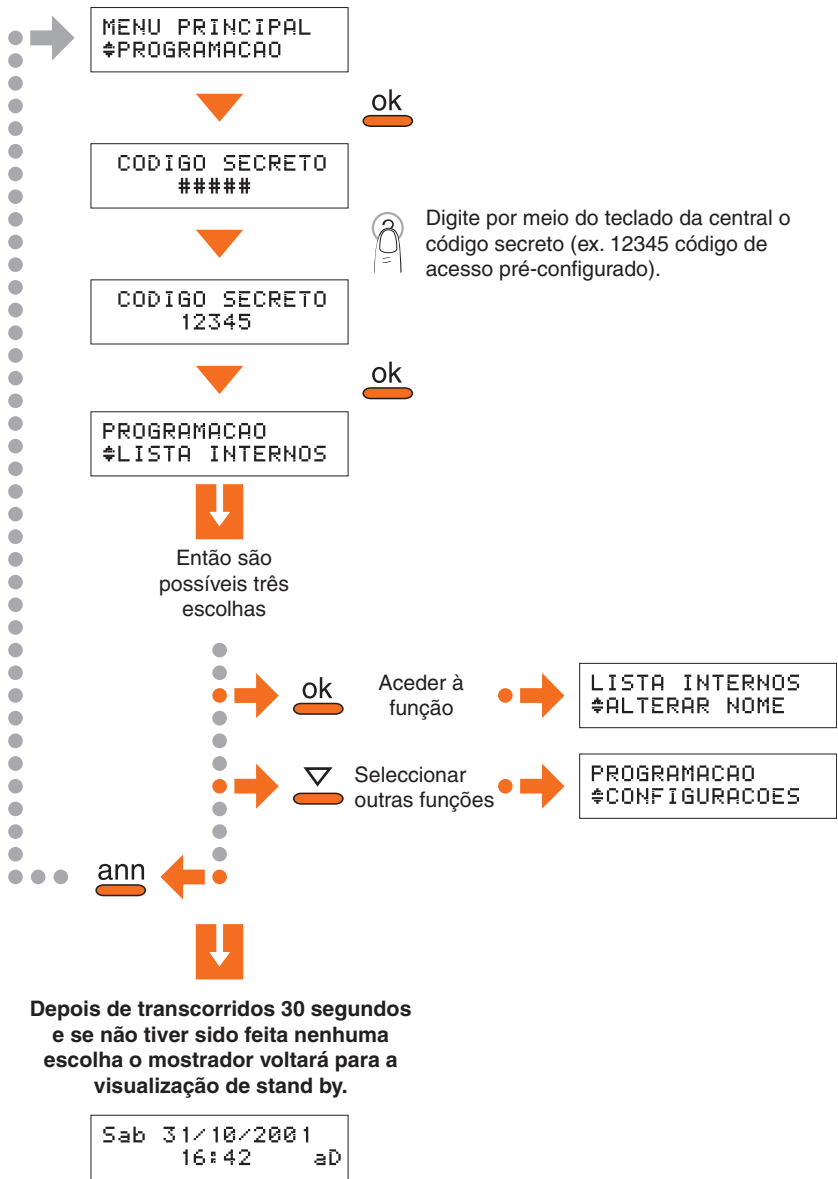 MENU PRINCIPAL
PROGRAMACAO
ok
CODIGO SECRETO
#####
Digite por meio do teclado da central o
código secreto (ex. 12345 código de
acesso pré-configurado).
CODIGO SECRETO
12345
ok
PROGRAMACAO
LISTA INTERNOS
Então são
possíveis três
escolhas
ok
Aceder à
função
LISTA INTERNOS
ALTERAR NOME
Seleccionar
outras funções
PROGRAMACAO
CONFIGURACOES
ann
Depois de transcorridos 30 segundos
e se não tiver sido feita nenhuma
escolha o mostrador voltará para a
visualização de stand by.
Sab 31/10/2001
16:42 aD